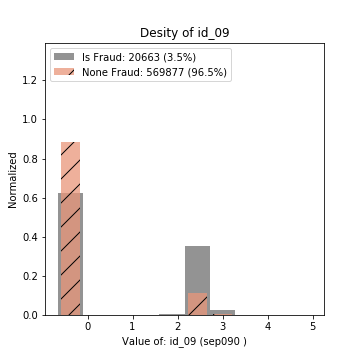 Desity of id_09
Is Fraud: 20663 (3.5%)
None Fraud: 569877 (96.5%)
Normalized
1.2
1.0
0.8
0.6
0.4
0.2
0.0
0 1 2 3 4 5
Value of: id_09 (sep090 )